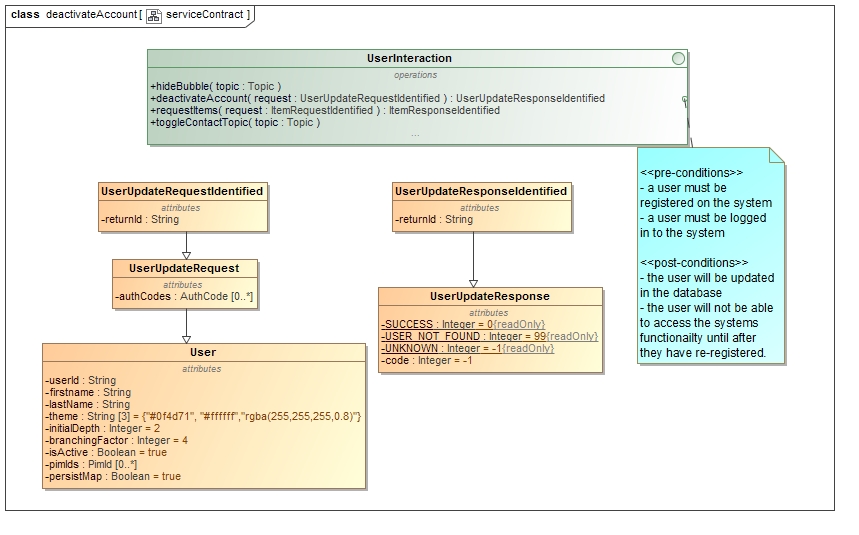 class deactivateAccount[ serviceContract ]
UserInteraction
operations
+hideBubble( topic : Topic )
+deactivateAccount( request : UserUpdateRequestIdentified ) : UserUpdateResponseIdentified
+requestItems( request : ItemRequestIdentified ) : ItemResponseIdentified
+toggleContactTopic( topic : Topic )
...
<<pre-conditions>>
- a user must be
registered on the system
- a user must be logged
in to the system
<<post-conditions>>
- the user will be updated
in the database
- the user will not be able
to access the systems
functionailty until after
they have re-registered.
UserUpdateRequestIdentified
attributes
-returnId : String
UserUpdateResponseIdentified
attributes
-returnId : String
UserUpdateRequest
attributes
-authCodes : AuthCode [0..*]
UserUpdateResponse
attributes
-SUCCESS : Integer = 0{readOnly}
-USER_NOT_FOUND : Integer = 99{readOnly}
-UNKNOWN : Integer = -1{readOnly}
-code : Integer = -1
User
attributes
-userId : String
-firstname : String
-lastName : String
-theme : String [3] = {"#0f4d71", "#ffffff","rgba(255,255,255,0.8)"}
-initialDepth : Integer = 2
-branchingFactor : Integer = 4
-isActive : Boolean = true
-pimIds : PimId [0..*]
-persistMap : Boolean = true